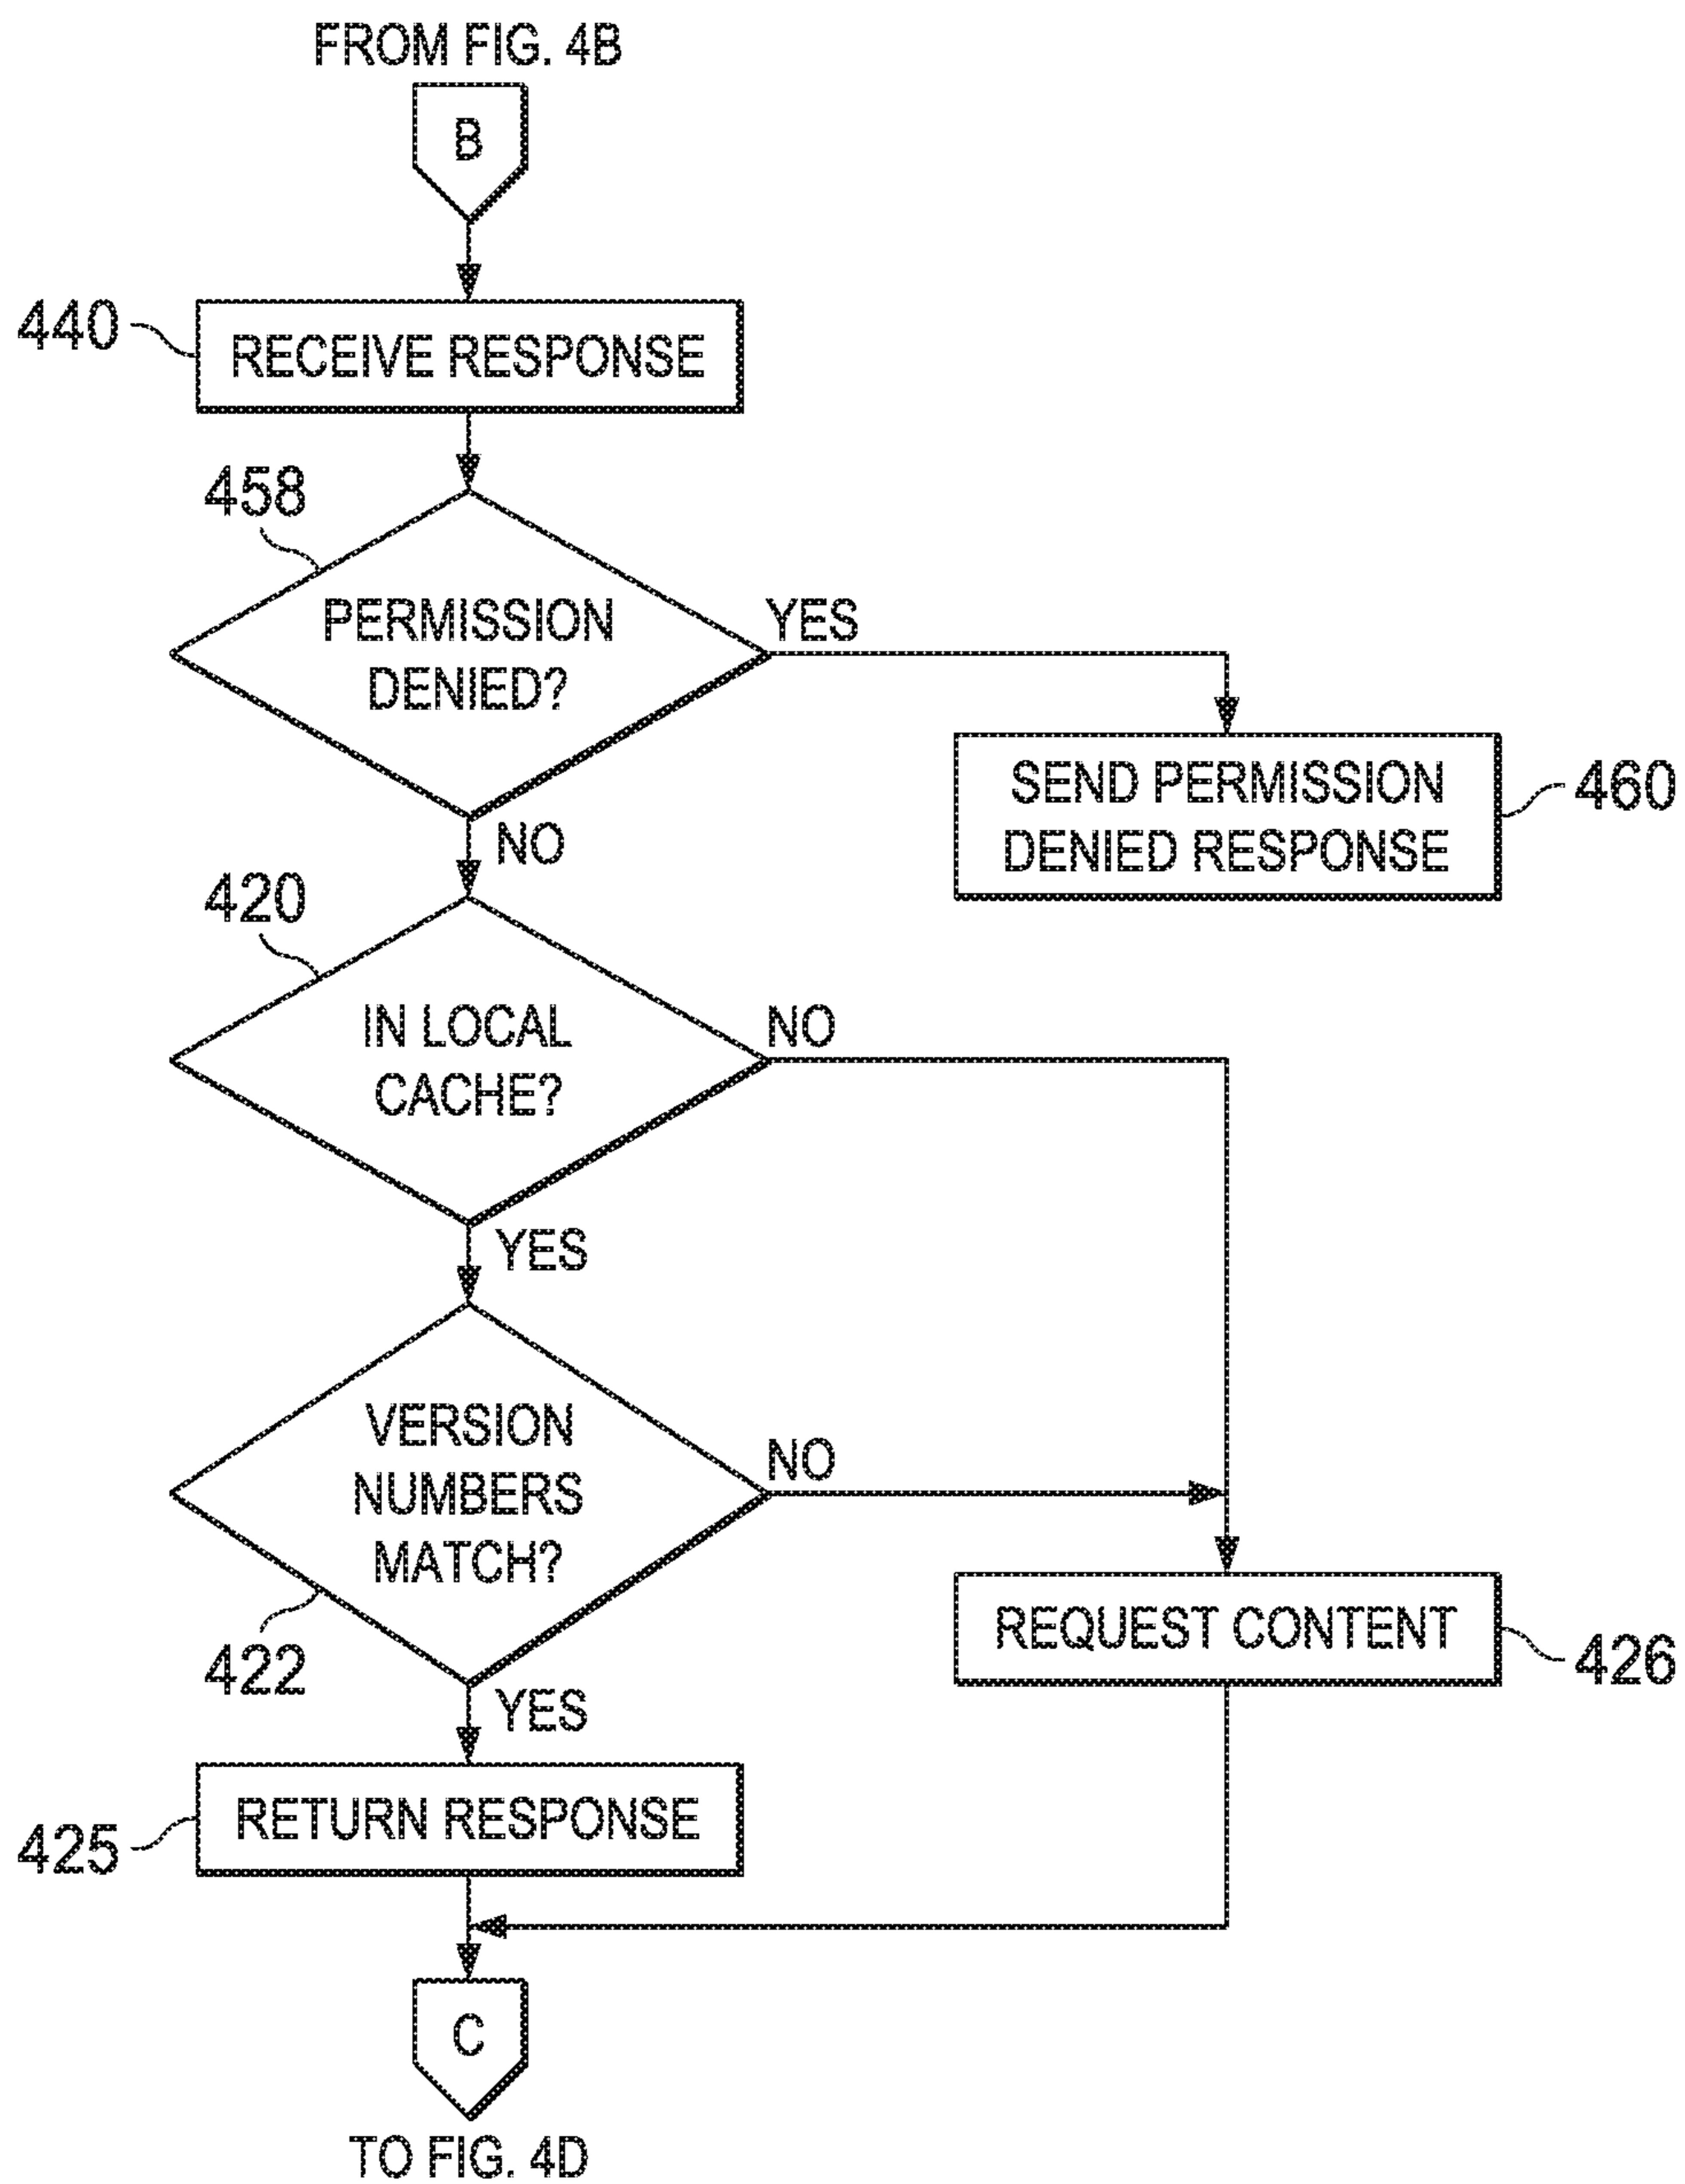 FROM FIG. 4B
B
440
RECEIVE RESPONSE
458
PERMISSION
DENIED?
YES
SEND PERMISSION
DENIED RESPONSE
460
NO
420
IN LOCAL
CACHE?
NO
YES
VERSION
NUMBERS
MATCH?
NO
422
REQUEST CONTENT
426
YES
RETURN RESPONSE
425
C
TO FIG. 4D